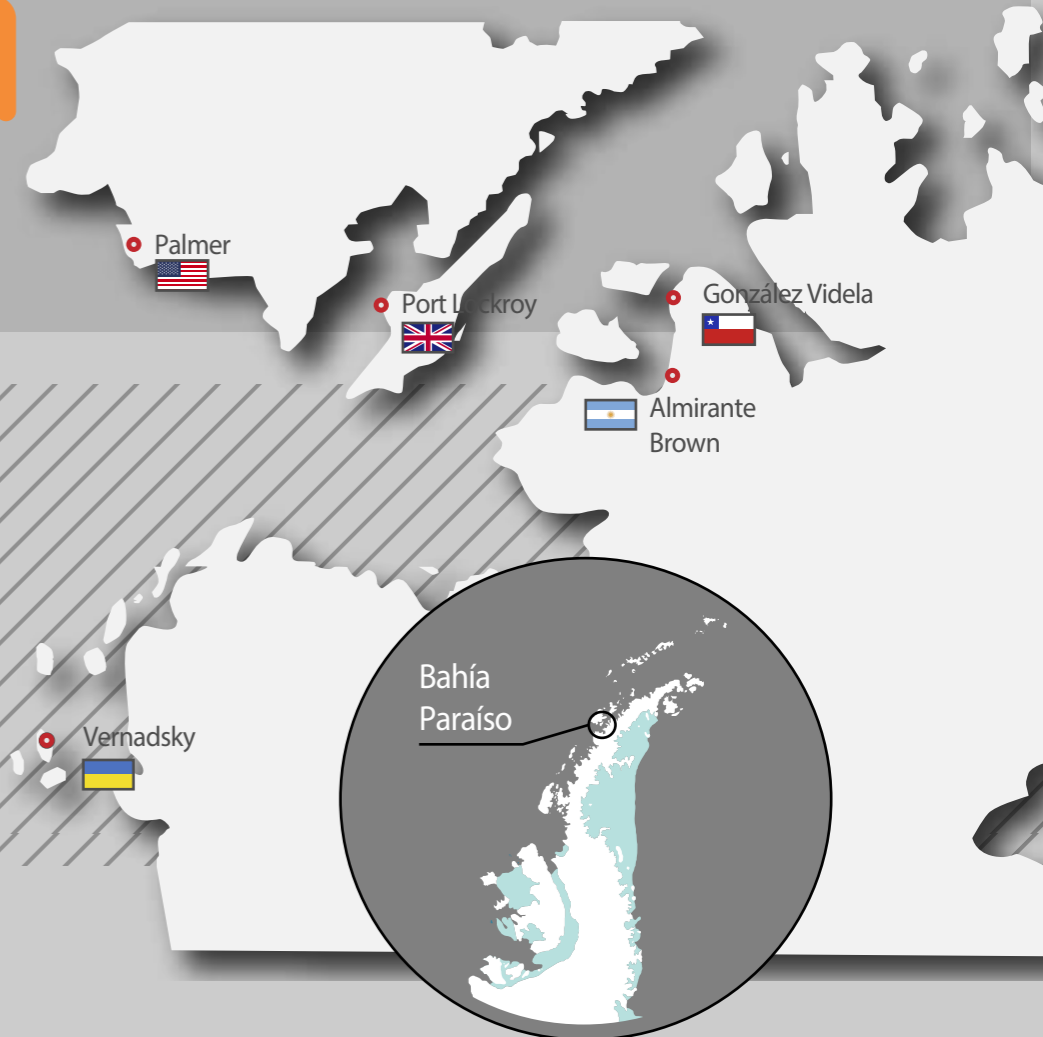 Palmer
Port Lockroy
González Videla
Almirante
Brown
Bahía
Paraíso
Vernadsky